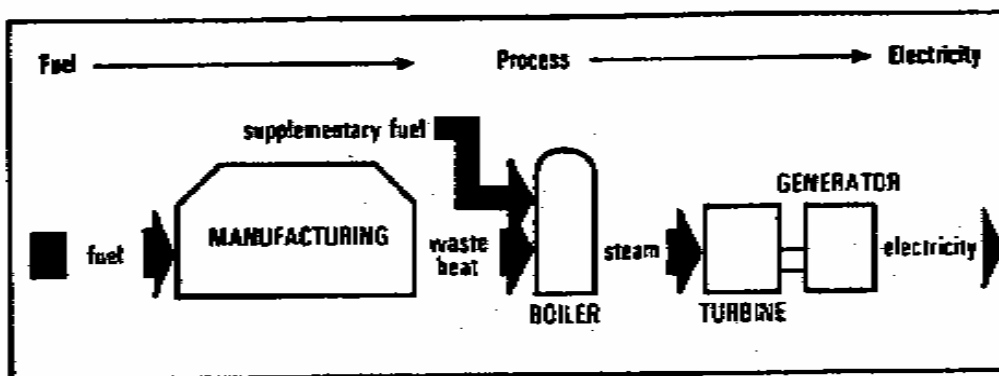 Fuel Process Electricity
supplementary fuel
GENERATOR
MANUFACTURING
fuel
waste
heat
steam
electricity
BOILER
TURBINE